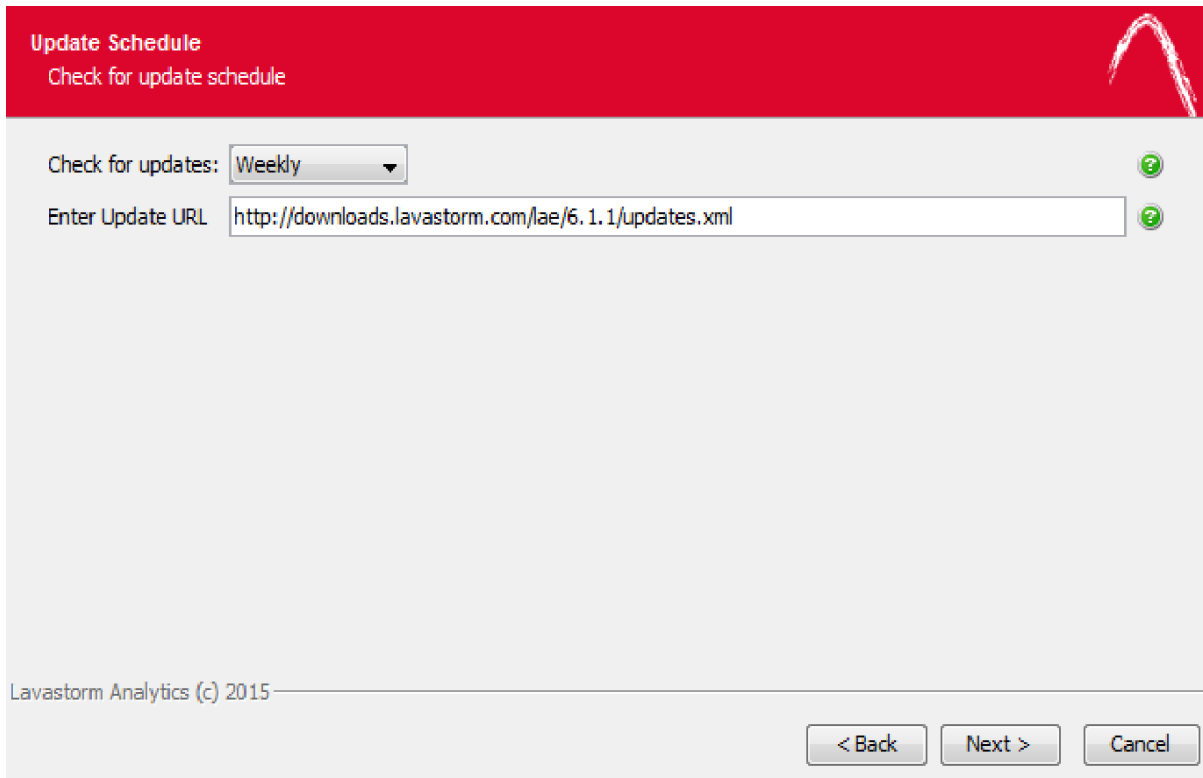 Update Schedule
Check for update schedule
Check for updates: Weekly
Enter Update URL http://downloads.lavastorm.com/lae/6.1.1/updates.xml
Lavastorm Analytics (c) 2015
< Back Next > Cancel